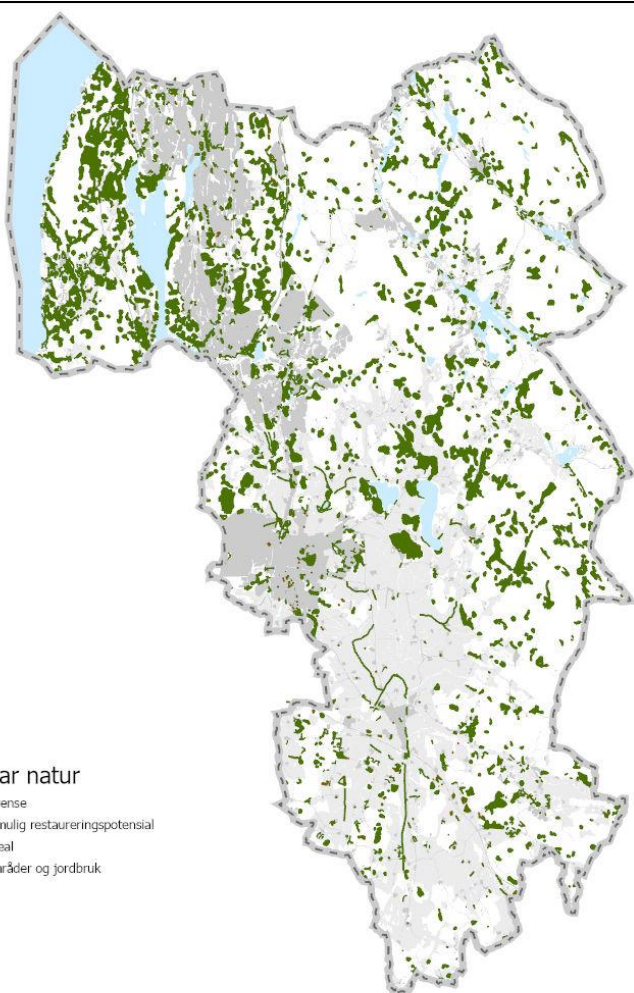 ar natur
ense
mulig restaureringspotensial
eal
råder og jordbruk